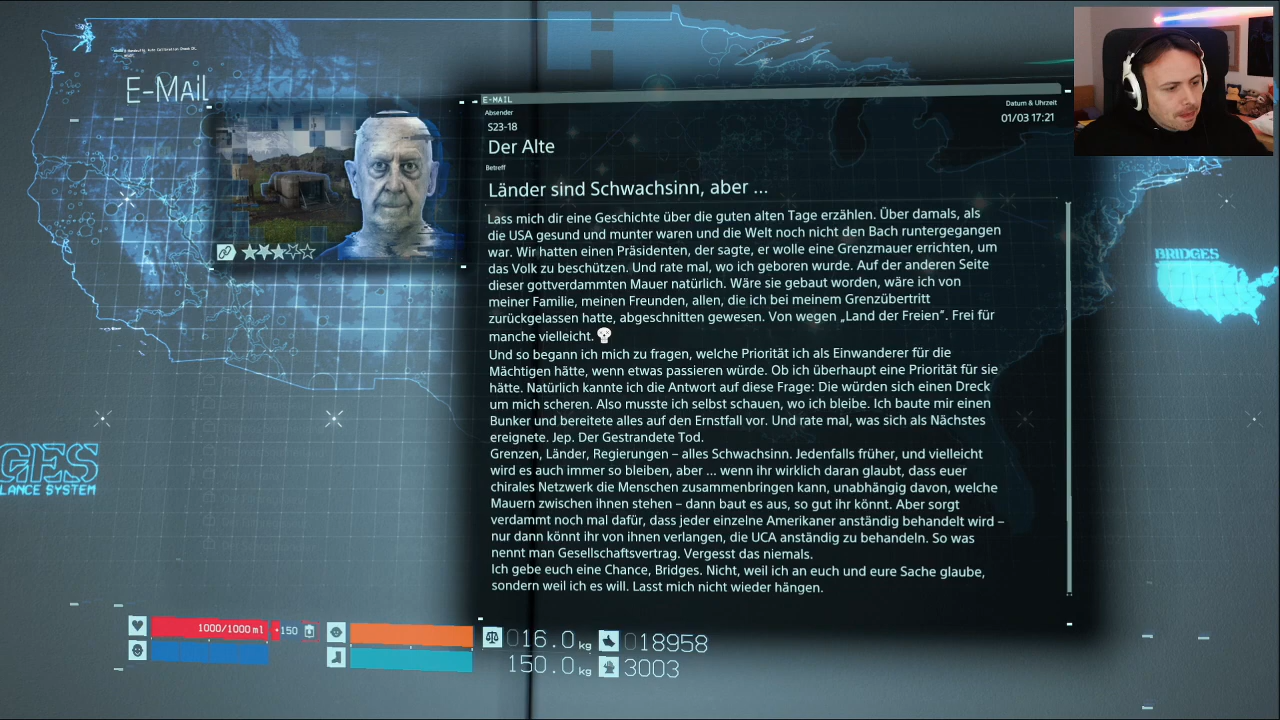 E-MAIL
E-MAIL
Absender
Datum & Uhrzeit
S23-18
01/03 17:21
Der Alte
Betreff
Länder sind Schwachsinn, aber ...
Lass mich dir eine Geschichte über die guten alten Tage erzählen. Über damals, als
die USA gesund und munter waren und die Welt noch nicht den Bach runtergegangen
war. Wir hatten einen Präsidenten, der sagte, er wolle eine Grenzmauer errichten, um
das Volk zu beschützen. Und rate mal, wo ich geboren wurde. Auf der anderen Seite
dieser gottverdammten Mauer natürlich. Wäre sie gebaut worden, wäre ich von
meiner Familie, meinen Freunden, allen, die ich bei meinem Grenzübertritt
zurückgelassen hatte, abgeschnitten gewesen. Von wegen „Land der Freien“. Frei für
manche vielleicht.
Und so begann ich mich zu fragen, welche Priorität ich als Einwanderer für die
Mächtigen hätte, wenn etwas passieren würde. Ob ich überhaupt eine Priorität für sie
hätte. Natürlich kannte ich die Antwort auf diese Frage: Die würden sich einen Dreck
um mich scheren. Also musste ich selbst schauen, wo ich bleibe. Ich baute mir einen
Bunker und bereitete alles auf den Ernstfall vor. Und rate mal, was sich als Nächstes
ereignete. Jep. Der Gestrandete Tod.
Grenzen, Länder, Regierungen – alles Schwachsinn. Jedenfalls früher, und vielleicht
wird es auch immer so bleiben, aber ... wenn ihr wirklich daran glaubt, dass euer
chirales Netzwerk die Menschen zusammenbringen kann, unabhängig davon, welche
Mauern zwischen ihnen stehen – dann baut es aus, so gut ihr könnt. Aber sorgt
verdammt noch mal dafür, dass jeder einzelne Amerikaner anständig behandelt wird –
nur dann könnt ihr von ihnen verlangen, die UCA anständig zu behandeln. So was
nennt man Gesellschaftsvertrag. Vergesst das niemals.
Ich gebe euch eine Chance, Bridges. Nicht, weil ich an euch und eure Sache glaube,
sondern weil ich es will. Lasst mich nicht wieder hängen.
BRIDGES
GES
LANCE SYSTEM
1000/1000 ml
150
016.0 kg
018958
150.0 kg
3003